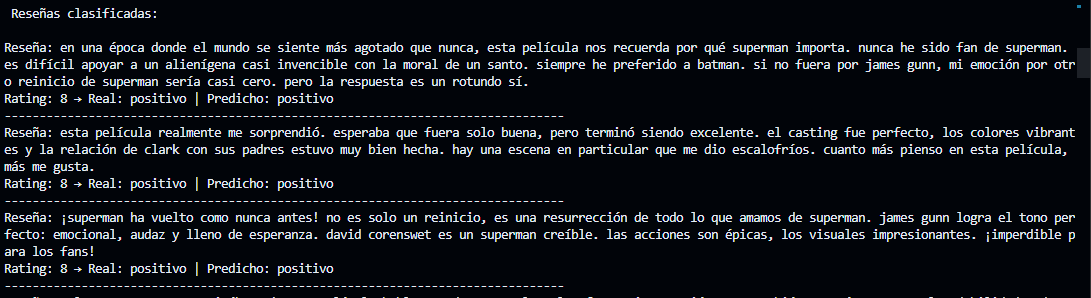 Reseñas clasificadas:
Reseña: en una época donde el mundo se siente más agotado que nunca, esta película nos recuerda por qué superman importa. nunca he sido fan de superman.
es difícil apoyar a un alienígena casi invencible con la moral de un santo. siempre he preferido a batman. si no fuera por james gunn, mi emoción por otr
o reinicio de superman sería casi cero. pero la respuesta es un rotundo sí.
Rating: 8 → Real: positivo | Predicho: positivo
--------------------------------------------------------------------------------
Reseña: esta película realmente me sorprendió. esperaba que fuera solo buena, pero terminó siendo excelente. el casting fue perfecto, los colores vibrant
es y la relación de clark con sus padres estuvo muy bien hecha. hay una escena en particular que me dio escalofríos. cuanto más pienso en esta película,
más me gusta.
Rating: 8 → Real: positivo | Predicho: positivo
--------------------------------------------------------------------------------
Reseña: ¡superman ha vuelto como nunca antes! no es solo un reinicio, es una resurrección de todo lo que amamos de superman. james gunn logra el tono per
fecto: emocional, audaz y lleno de esperanza. david corenswet es un superman creíble. las acciones son épicas, los visuales impresionantes. ¡imperdible p
ara los fans!
Rating: 8 → Real: positivo | Predicho: positivo
--------------------------------------------------------------------------------